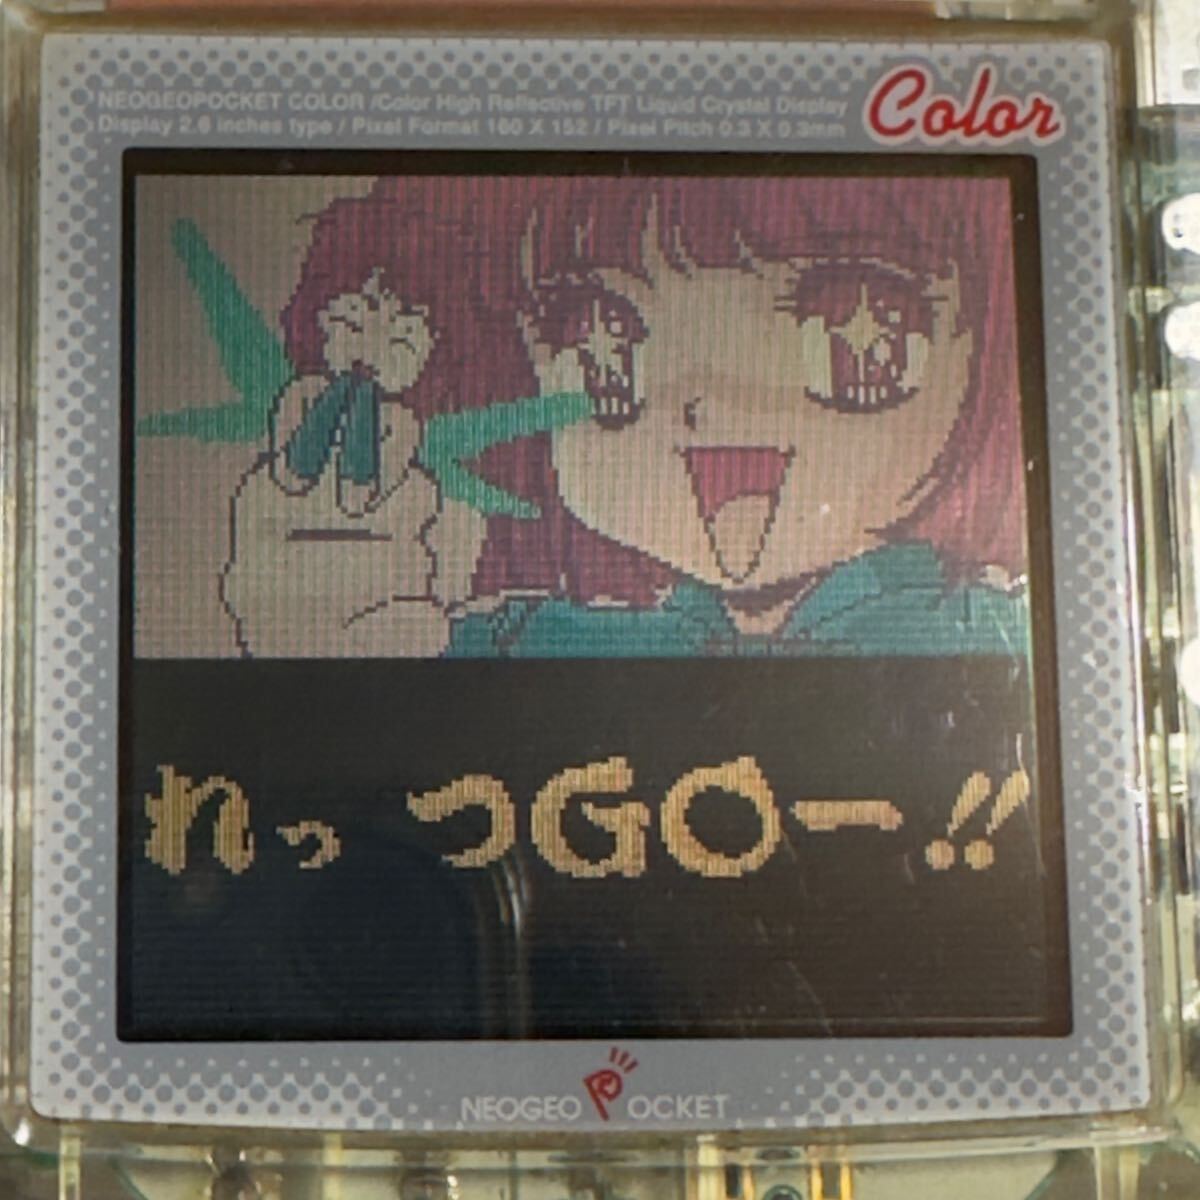 NEOGEOPOCKET COLOR /Color High Reflective TFT Liquid Crystal Display
Display 2.6 inches type / Pixel Format 160 X 152 / Pixel Pitch 0.3 X 0.3mm
Color
れっつGOー!!
NEOGEO POCKET